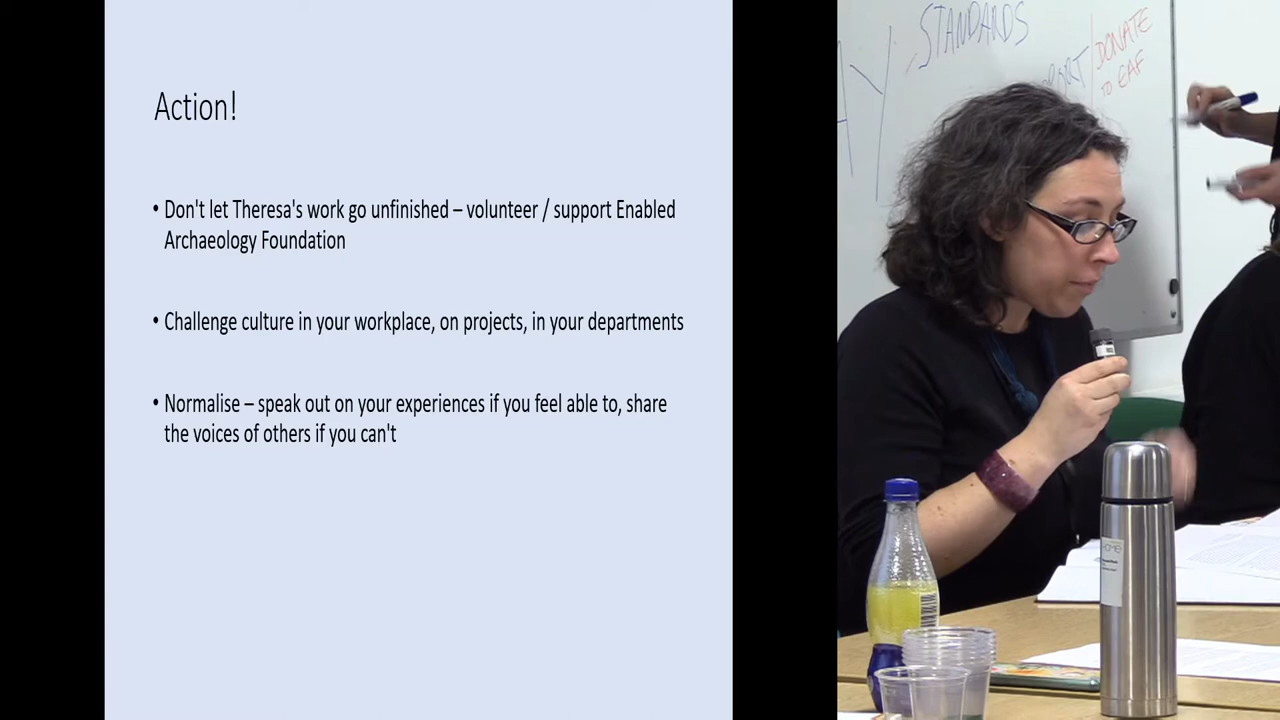 Action!
• Don't let Theresa's work go unfinished – volunteer / support Enabled
Archaeology Foundation
• Challenge culture in your workplace, on projects, in your departments
• Normalise – speak out on your experiences if you feel able to, share
the voices of others if you can't
STANDARDS
DONATE
TO EAF